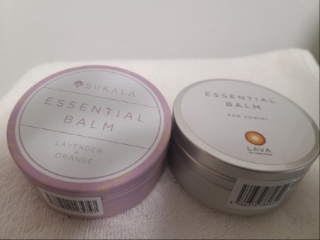 SUKALA
ESSENTIAL
BALM
LAVENDER
+
ORANGE
ESSENTIAL
BALM
LAVA